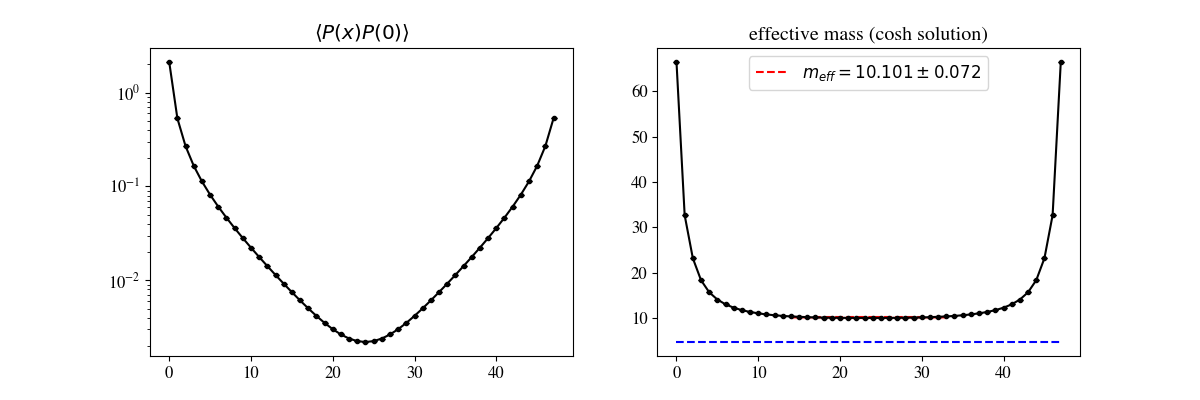 ⟨P(x)P(0)⟩
10⁰
10⁻¹
10⁻²
0 10 20 30 40
effective mass (cosh solution)
m_eff = 10.101 ± 0.072
60
50
40
30
20
10
0 10 20 30 40